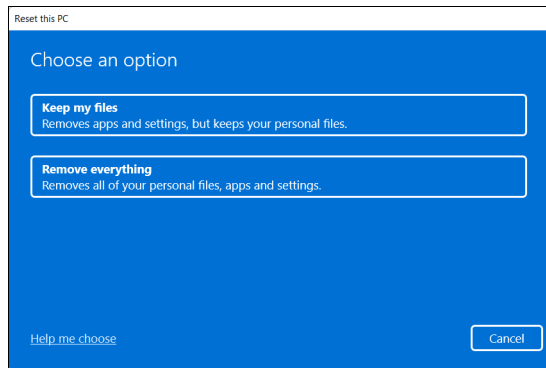 Reset this PC
Choose an option
Keep my files
Removes apps and settings, but keeps your personal files.
Remove everything
Removes all of your personal files, apps and settings.
Help me choose
Cancel